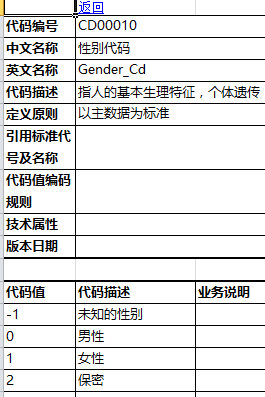 返回
代码编号 CD00010
中文名称 性别代码
英文名称 Gender_Cd
代码描述 指人的基本生理特征，个体遗传
定义原则 以主数据为标准
引用标准代
号及名称
代码值编码
规则
技术属性
版本日期
代码值 代码描述 业务说明
-1 未知的性别
0 男性
1 女性
2 保密